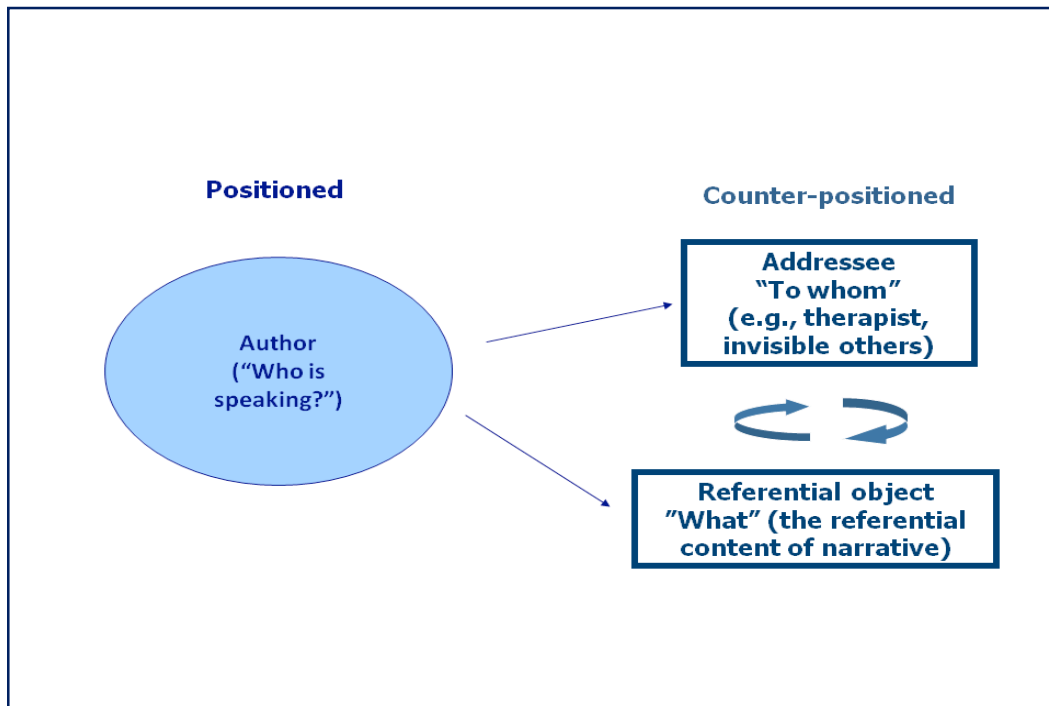 Positioned
Counter-positioned
Author
(“Who is
speaking?”)
Addressee
“To whom”
(e.g., therapist,
invisible others)
Referential object
”What” (the referential
content of narrative)